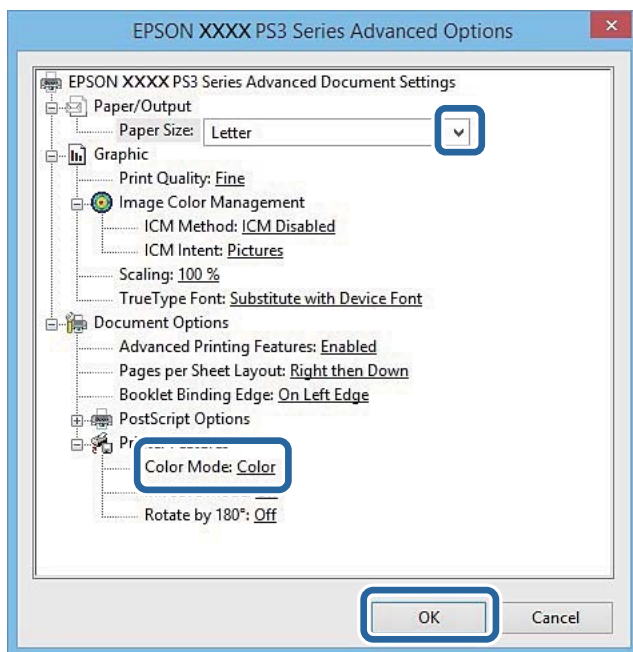 EPSON XXXX PS3 Series Advanced Options
EPSON XXXX PS3 Series Advanced Document Settings
Paper/Output
Paper Size: Letter
Graphic
Print Quality: Fine
Image Color Management
ICM Method: ICM Disabled
ICM Intent: Pictures
Scaling: 100 %
TrueType Font: Substitute with Device Font
Document Options
Advanced Printing Features: Enabled
Pages per Sheet Layout: Right then Down
Booklet Binding Edge: On Left Edge
PostScript Options
Color Mode: Color
Rotate by 180°: Off
OK Cancel